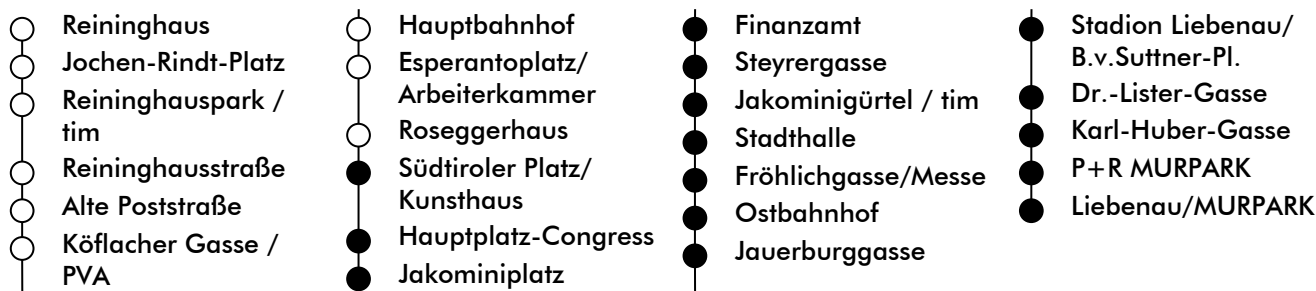 Reininghaus
Jochen-Rindt-Platz
Reininghauspark /
tim
Reininghausstraße
Alte Poststraße
Köflacher Gasse /
PVA
Hauptbahnhof
Esperantoplatz/
Arbeiterkammer
Roseggerhaus
Südtiroler Platz/
Kunsthaus
Hauptplatz-Congress
Jakominiplatz
Finanzamt
Steyrergasse
Jakominigürtel / tim
Stadthalle
Fröhlichgasse/Messe
Ostbahnhof
Jauerburggasse
Stadion Liebenau/
B.v.Suttner-Pl.
Dr.-Lister-Gasse
Karl-Huber-Gasse
P+R MURPARK
Liebenau/MURPARK